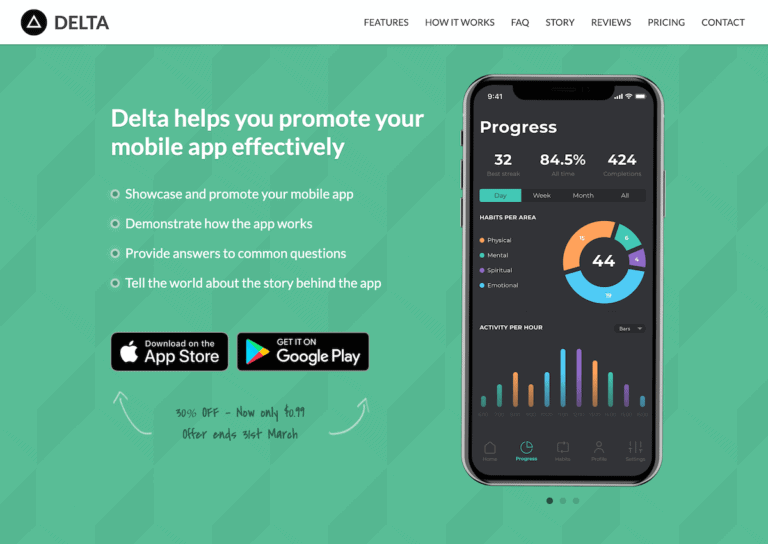 DELTA
FEATURES HOW IT WORKS FAQ STORY REVIEWS PRICING CONTACT
Delta helps you promote your
mobile app effectively
Showcase and promote your mobile app
Demonstrate how the app works
Provide answers to common questions
Tell the world about the story behind the app
Download on the
App Store
GET IT ON
Google Play
30% OFF - Now only $0.99
Offer ends 31st March
9:41
Progress
32 84.5% 424
Best streak All time Completions
Day Week Month All
HABITS PER AREA
Physical
Mental
Spiritual
Emotional
15
6
4
19
44
ACTIVITY PER HOUR
Bars
Home Progress Habits Profile Settings